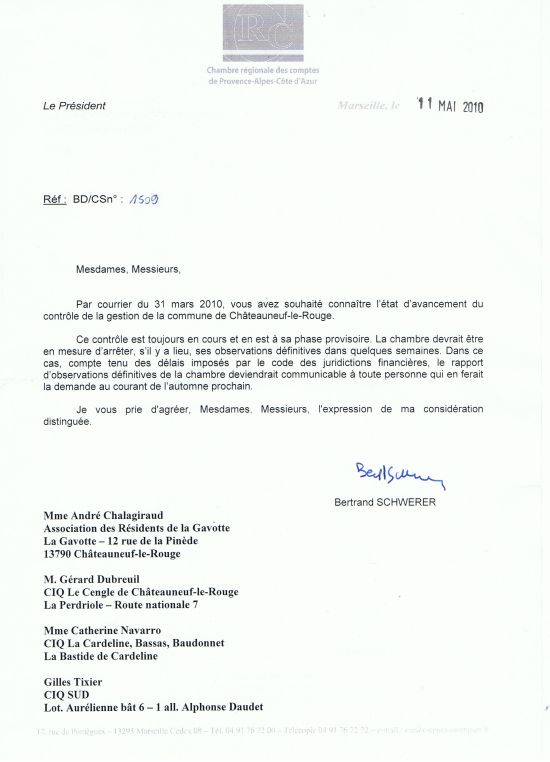 RC
Chambre régionale des comptes
de Provence-Alpes-Côte d'Azur
Le Président
Marseille, le 11 MAI 2010
Réf : BD/CSn° : 1509
Mesdames, Messieurs,
Par courrier du 31 mars 2010, vous avez souhaité connaître l'état d'avancement du
contrôle de la gestion de la commune de Châteauneuf-le-Rouge.
Ce contrôle est toujours en cours et en est à sa phase provisoire. La chambre devrait être
en mesure d'arrêter, s'il y a lieu, ses observations définitives dans quelques semaines. Dans ce
cas, compte tenu des délais imposés par le code des juridictions financières, le rapport
d'observations définitives de la chambre deviendrait communicable à toute personne qui en ferait
la demande au courant de l'automne prochain.
Je vous prie d'agréer, Mesdames, Messieurs, l'expression de ma considération
distinguée.
Bertrand SCHWERER
Mme André Chalagiraud
Association des Résidents de la Gavotte
La Gavotte – 12 rue de la Pinède
13790 Châteauneuf-le-Rouge
M. Gérard Dubreuil
CIQ Le Cengle de Châteauneuf-le-Rouge
La Perdriole – Route nationale 7
Mme Catherine Navarro
CIQ La Cardeline, Bassas, Baudonnet
La Bastide de Cardeline
Gilles Tixier
CIQ SUD
Lot. Aurélienne bât 6 – 1 all. Alphonse Daudet
17, rue de Pomègues – 13295 Marseille Cedex 08 – Tél. 04 91 76 72 00 – Télécopie 04 91 76 72 72 – e-mail :